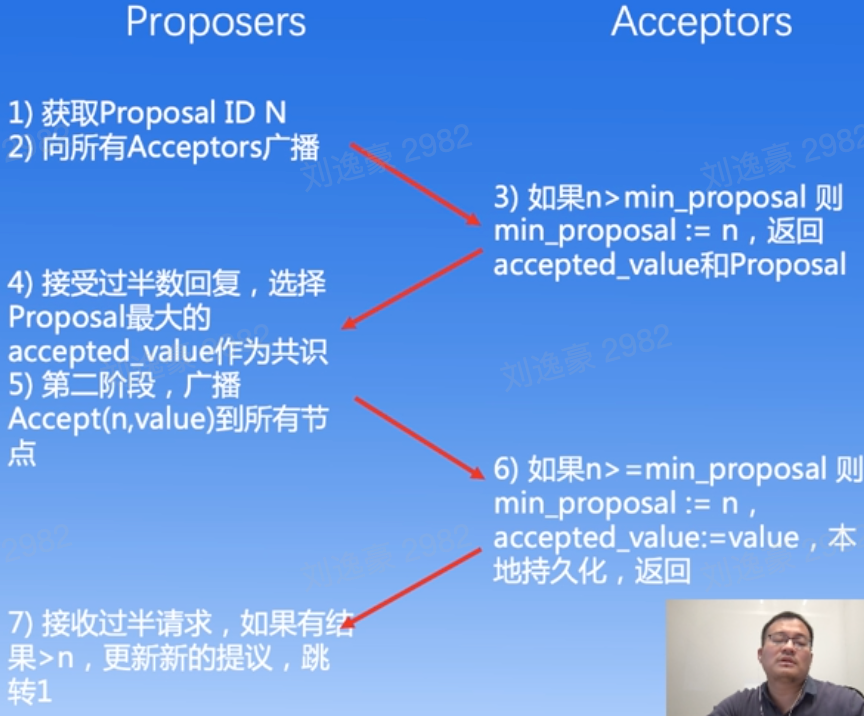 Proposers
Acceptors
1) 获取Proposal ID N
2) 向所有Acceptors广播
3) 如果n>min_proposal 则
min_proposal := n，返回
accepted_value和Proposal
4) 接受过半数回复，选择
Proposal最大的
accepted_value作为共识
5) 第二阶段，广播
Accept(n,value)到所有节
点
6) 如果n>=min_proposal 则
min_proposal := n，
accepted_value:=value，本
地持久化，返回
7) 接收过半请求，如果有结
果>n，更新新的提议，跳
转1
刘逸豪 2982
刘逸豪 2982
刘逸豪 2982
刘逸豪 2982
2982